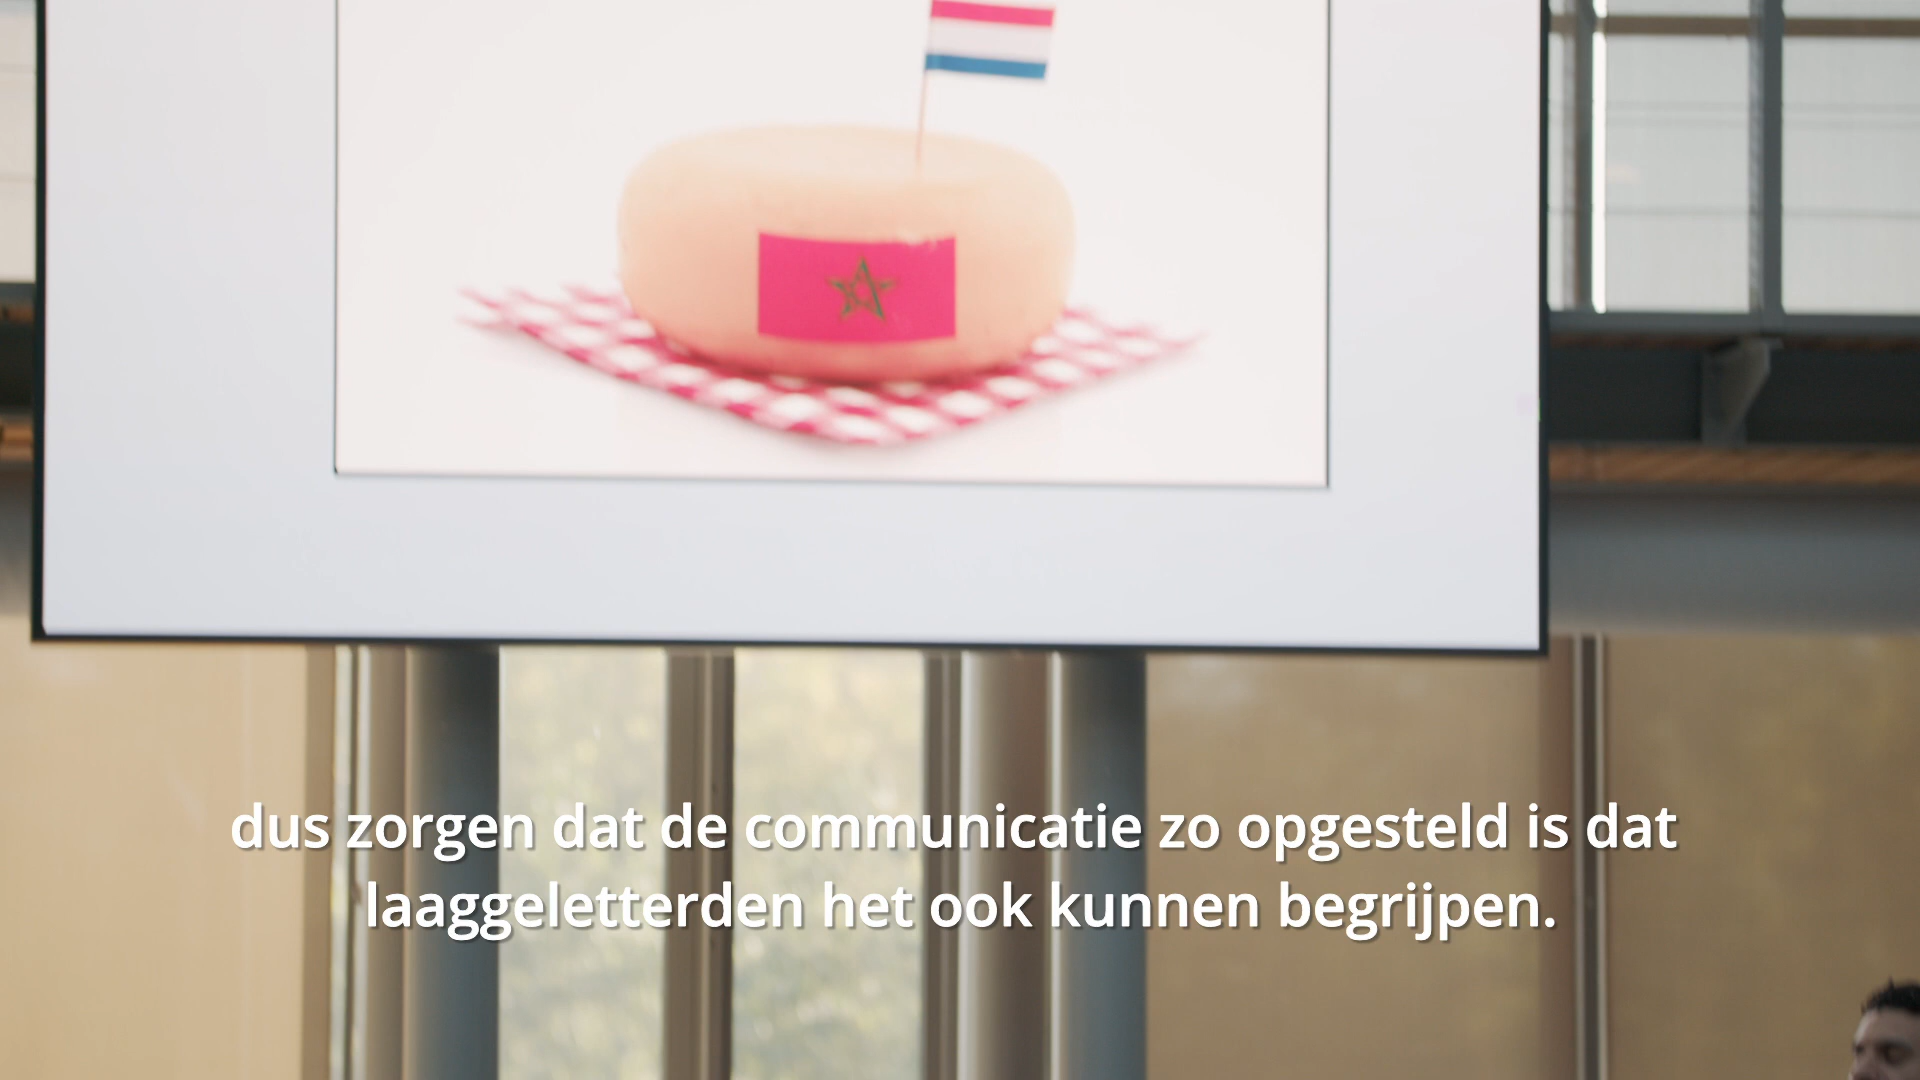 dus zorgen dat de communicatie zo opgesteld is dat
laaggeletterden het ook kunnen begrijpen.